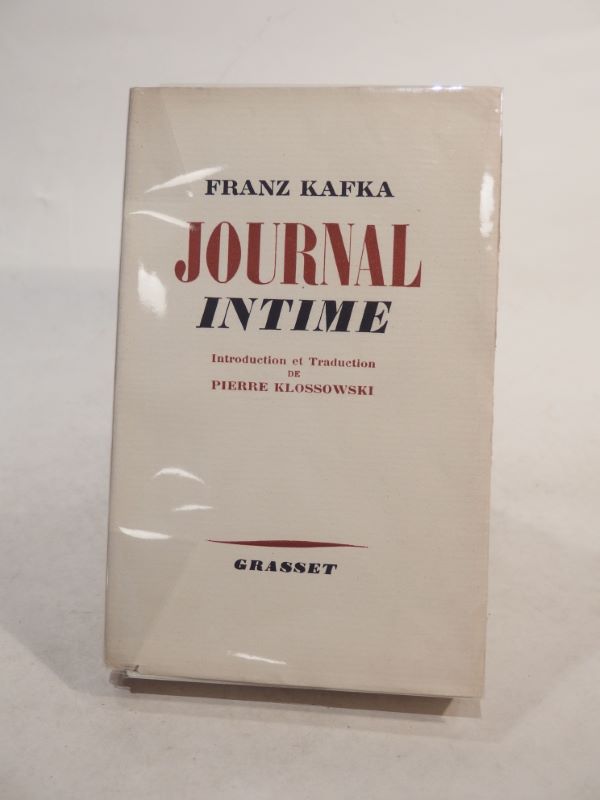 FRANZ KAFKA
JOURNAL
INTIME
Introduction et Traduction
DE
PIERRE KLOSSOWSKI
GRASSET